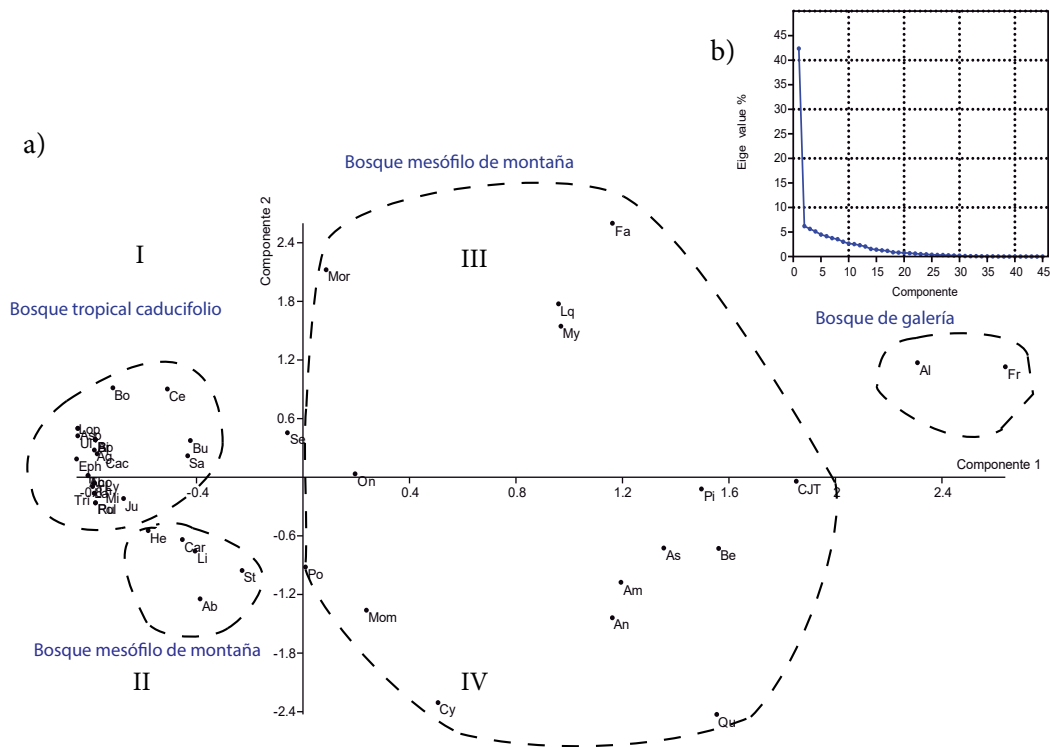 b)
45
40
35
30
25
20
15
10
5
0
Eige value %
0 5 10 15 20 25 30 35 40 45
Componente
a)
Bosque mesófilo de montaña
Componente 2
I
III
Bosque tropical caducifolio
Bosque de galería
2.4
1.8
1.2
0.6
-0.6
-1.2
-1.8
-2.4
Fa
Mor
Lq
My
Al
Fr
Bo
Ce
Lop
Asp
Ul
Bu
Se
Ag
Cac
Sa
Eph
Componente 1
On
-0.4
0.4
0.8
1.2
1.6
2
2.4
Pi
CJT
Tri
Mi
Ju
He
Car
Li
As
Be
St
Po
Am
Ab
Mom
An
Cy
Qu
Bosque mesófilo de montaña
II
IV